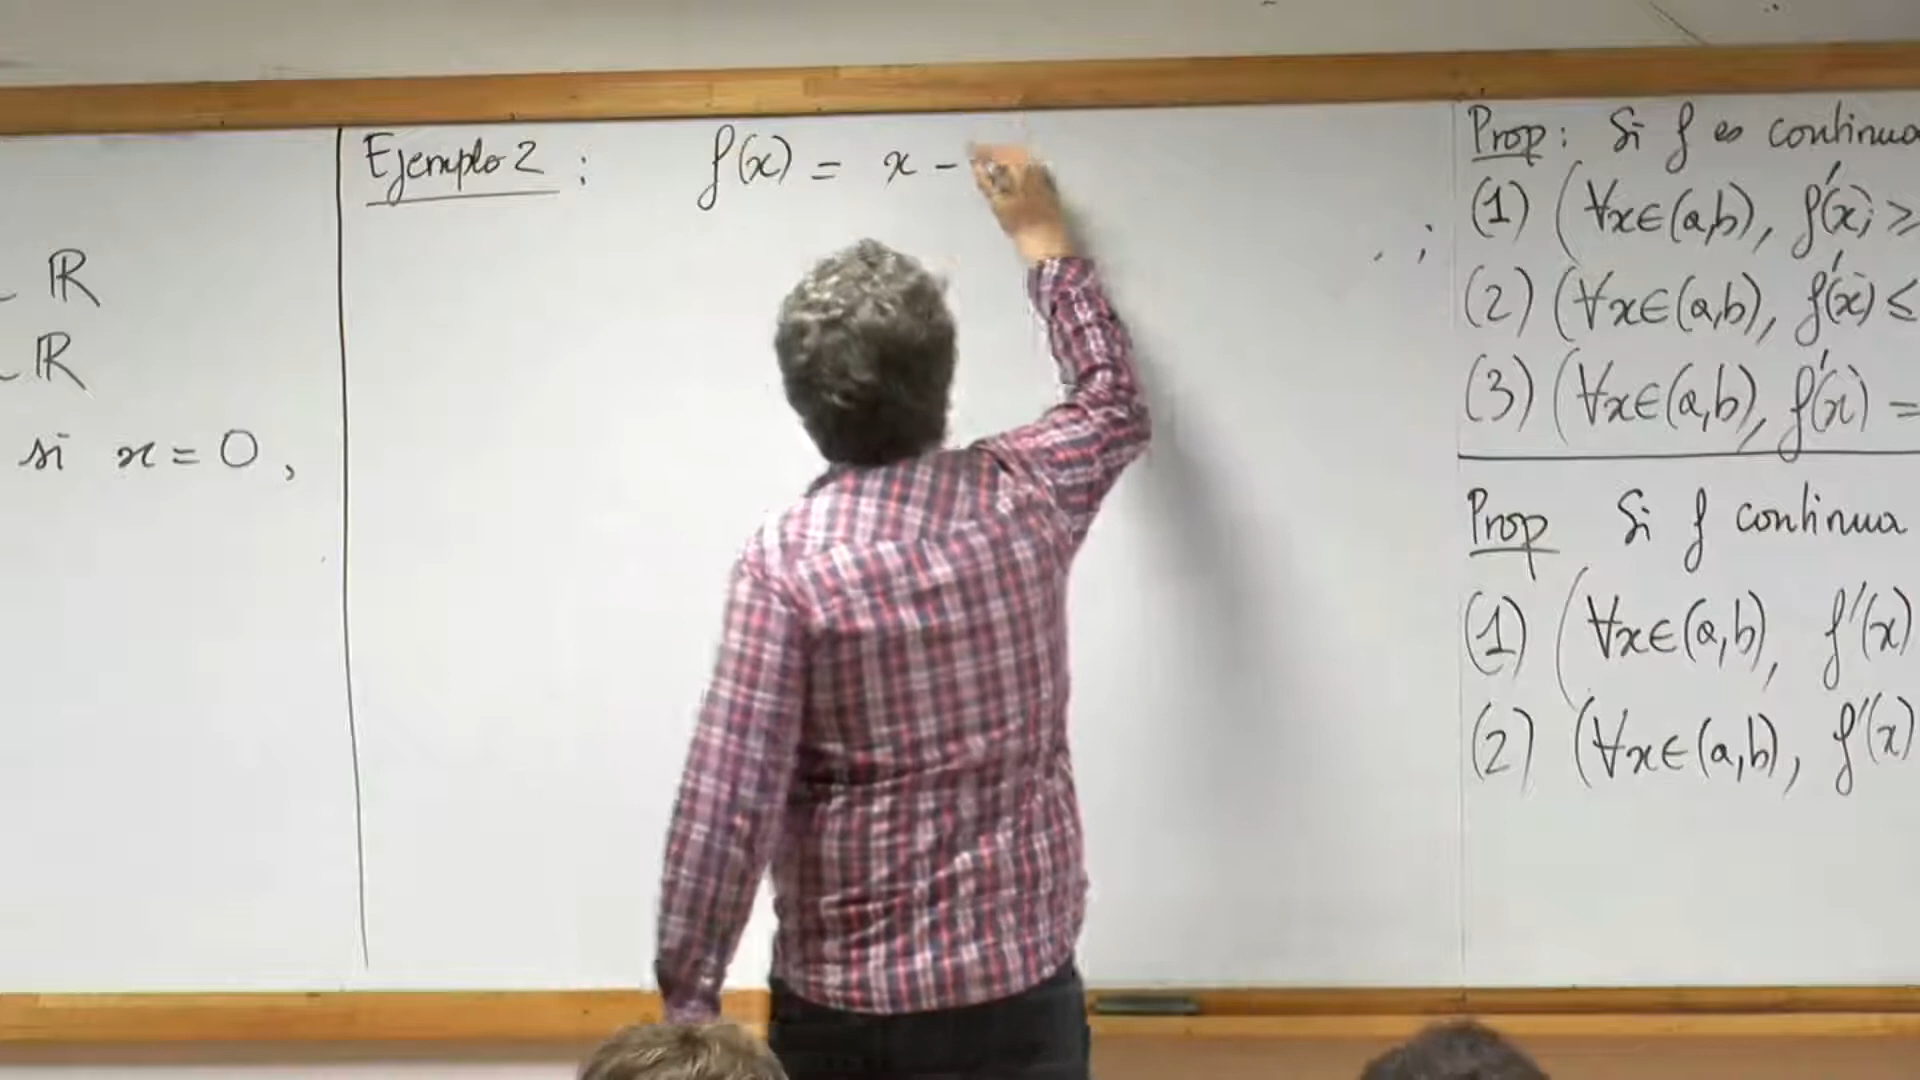 ℝ
ℝ
si x = 0,
Ejemplo 2 : f(x) = x -
Prop : Si f es continua
(1) (∀x∈(a,b), f'(x) ≥
(2) (∀x∈(a,b), f'(x) ≤
(3) (∀x∈(a,b), f'(x) =
Prop Si f continua
(1) (∀x∈(a,b), f'(x)
(2) (∀x∈(a,b), f'(x)